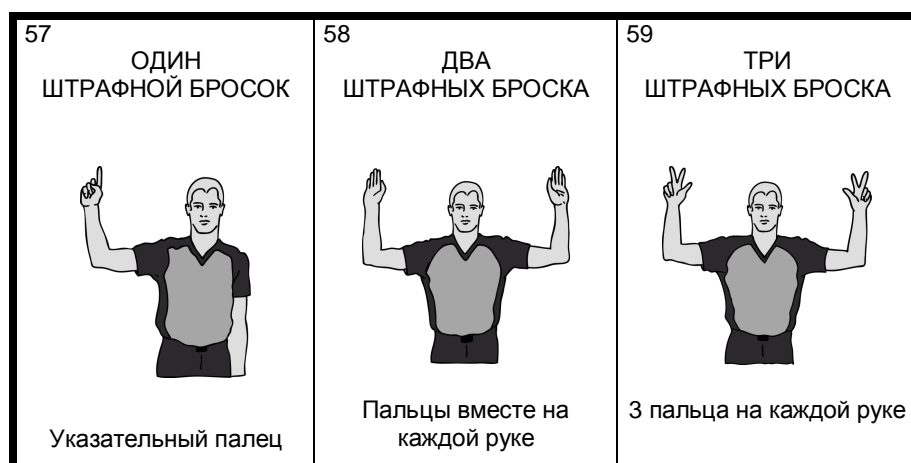 57
ОДИН
ШТРАФНОЙ БРОСОК
Указательный палец
58
ДВА
ШТРАФНЫХ БРОСКА
Пальцы вместе на
каждой руке
59
ТРИ
ШТРАФНЫХ БРОСКА
3 пальца на каждой руке